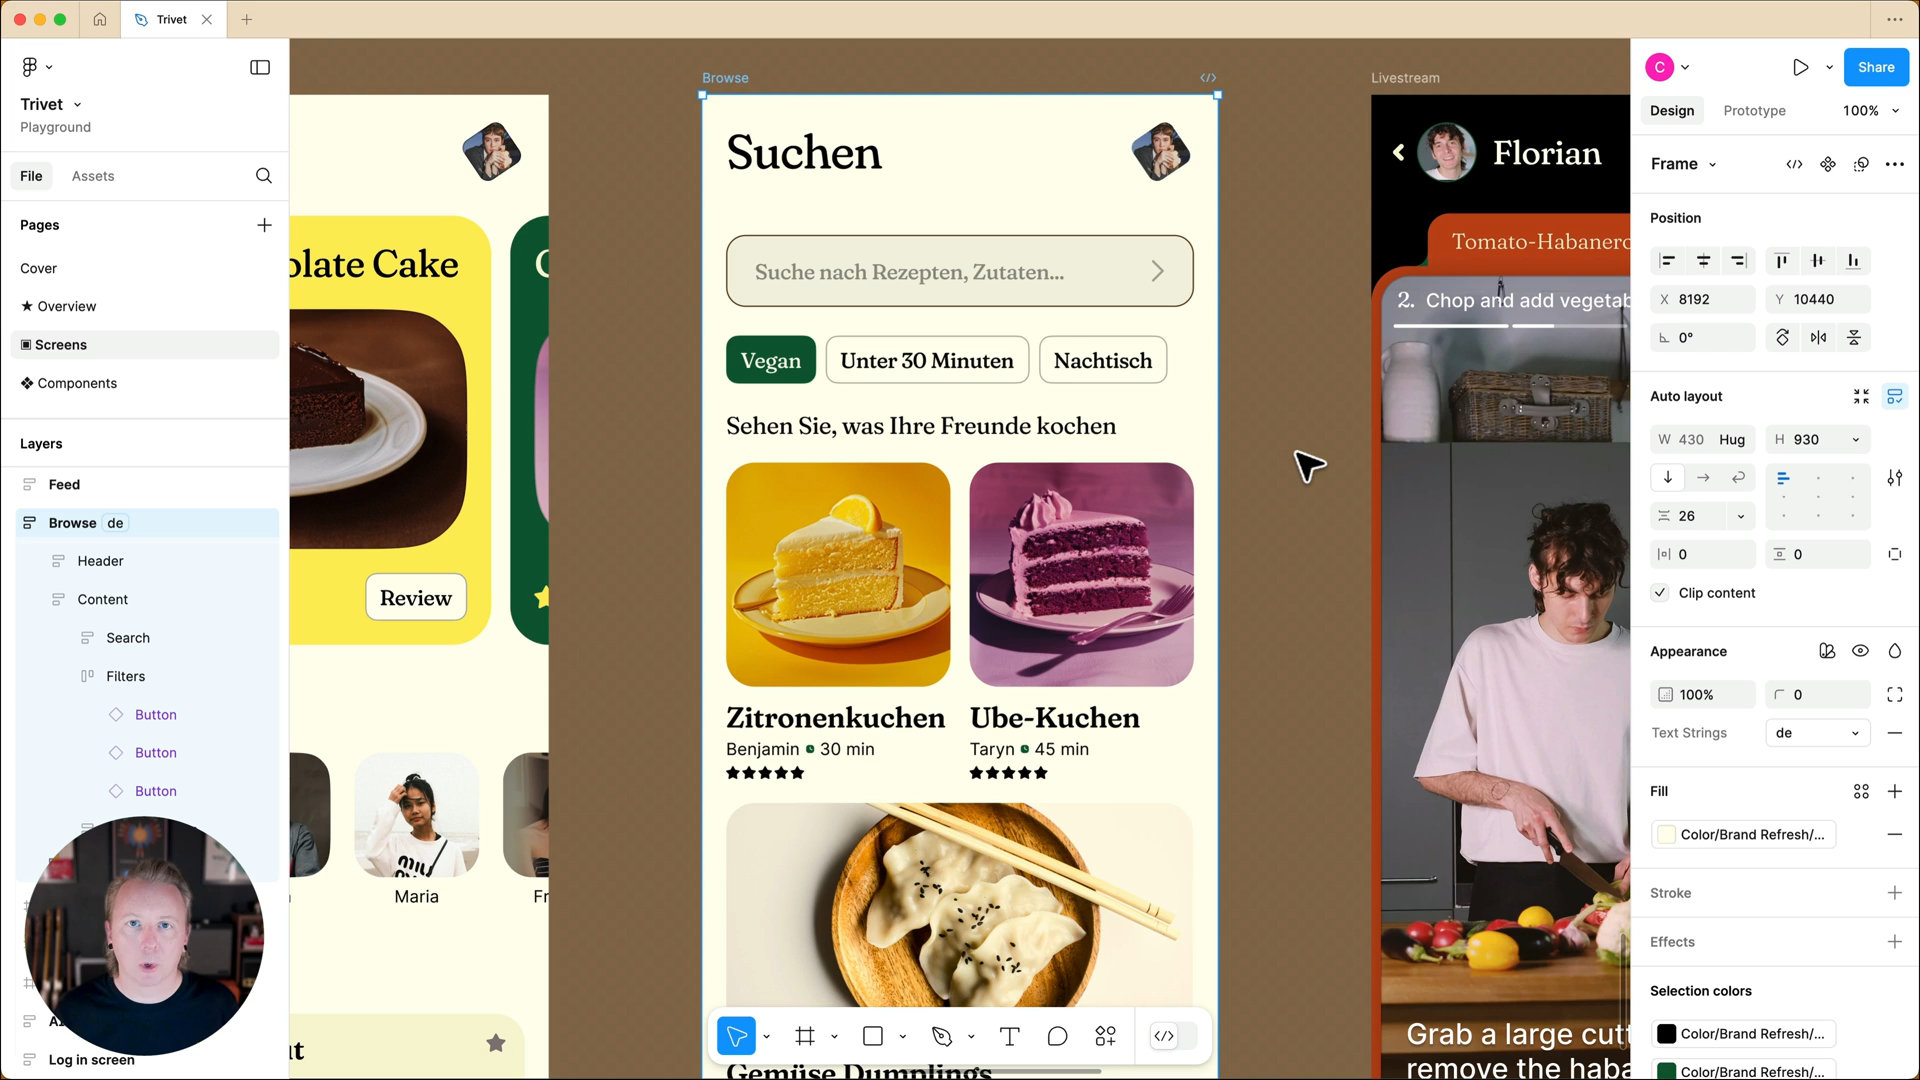 Trivet
Trivet
Playground
File
Assets
Pages
Cover
Overview
Screens
Components
Layers
Feed
Browse
de
Header
Content
Search
Filters
Button
Button
Button
Log in screen
olate Cake
Review
Maria
Browse
Suchen
Suche nach Rezepten, Zutaten...
Vegan
Unter 30 Minuten
Nachtisch
Sehen Sie, was Ihre Freunde kochen
Zitronenkuchen
Benjamin 30 min
Ube-Kuchen
Taryn 45 min
Gemüse Dumplings
Livestream
Florian
Tomato-Habanero
2. Chop and add vegetab
Grab a large cutt
remove the haba
C
Share
Design
Prototype
100%
Frame
Position
X 8192
Y 10440
0°
Auto layout
W 430 Hug
H 930
26
0
0
Clip content
Appearance
100%
0
Text Strings
de
Fill
Color/Brand Refresh/...
Stroke
Effects
Selection colors
Color/Brand Refresh/...
Color/Brand Refresh/...